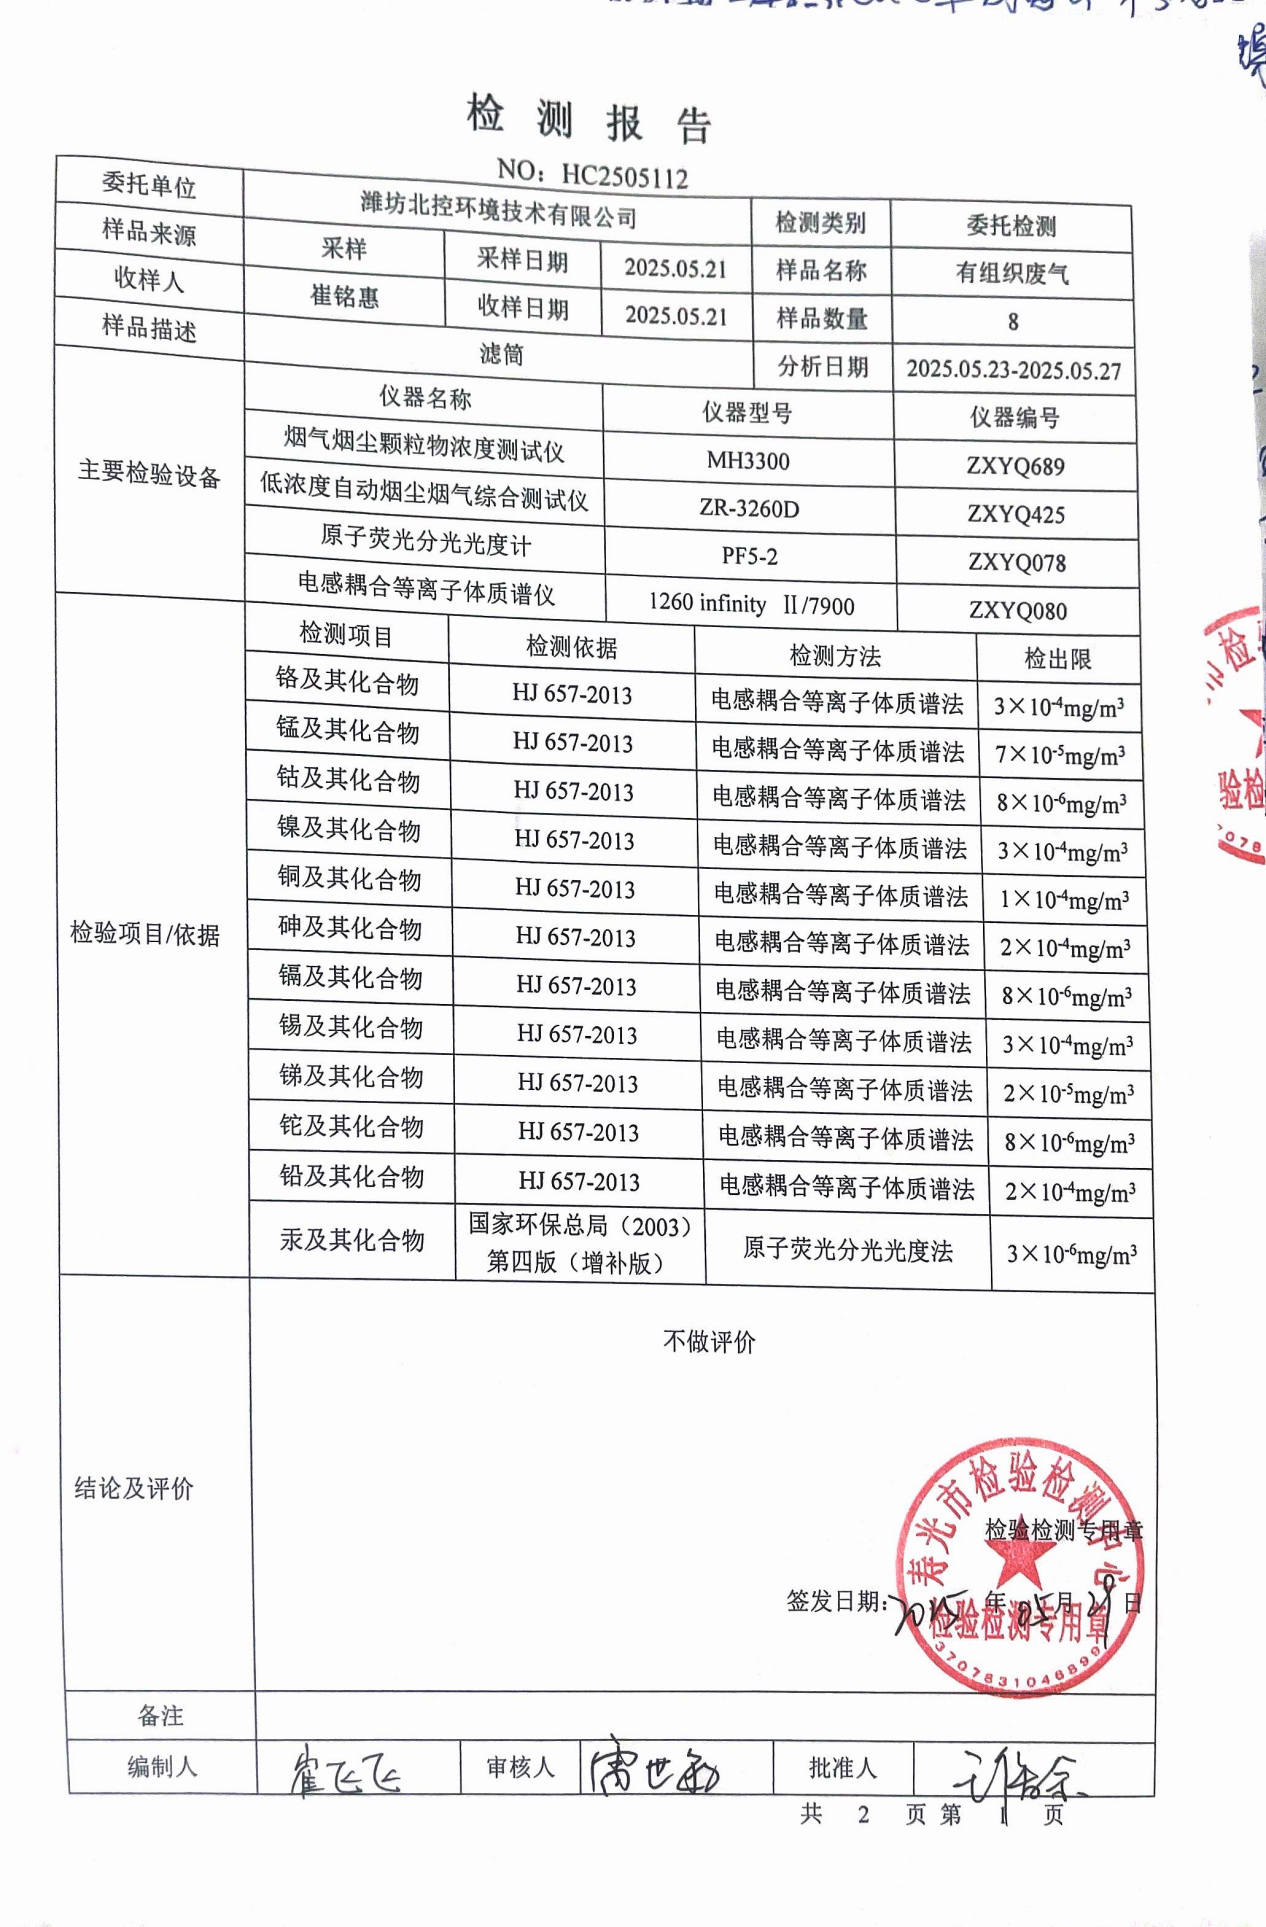 检测报告
NO：HC2505112
委托单位 潍坊北控环境技术有限公司 检测类别 委托检测
样品来源 采样 采样日期 2025.05.21 样品名称 有组织废气
收样人 崔铭惠 收样日期 2025.05.21 样品数量 8
样品描述 滤筒 分析日期 2025.05.23-2025.05.27
主要检验设备
仪器名称 仪器型号 仪器编号
烟气烟尘颗粒物浓度测试仪 MH3300 ZXYQ689
低浓度自动烟尘烟气综合测试仪 ZR-3260D ZXYQ425
原子荧光分光光度计 PF5-2 ZXYQ078
电感耦合等离子体质谱仪 1260 infinity Ⅱ/7900 ZXYQ080
检验项目/依据
检测项目 检测依据 检测方法 检出限
铬及其化合物 HJ 657-2013 电感耦合等离子体质谱法 3×10⁻⁴mg/m³
锰及其化合物 HJ 657-2013 电感耦合等离子体质谱法 7×10⁻⁵mg/m³
钴及其化合物 HJ 657-2013 电感耦合等离子体质谱法 8×10⁻⁶mg/m³
镍及其化合物 HJ 657-2013 电感耦合等离子体质谱法 3×10⁻⁴mg/m³
铜及其化合物 HJ 657-2013 电感耦合等离子体质谱法 1×10⁻⁴mg/m³
砷及其化合物 HJ 657-2013 电感耦合等离子体质谱法 2×10⁻⁴mg/m³
镉及其化合物 HJ 657-2013 电感耦合等离子体质谱法 8×10⁻⁶mg/m³
锡及其化合物 HJ 657-2013 电感耦合等离子体质谱法 3×10⁻⁴mg/m³
锑及其化合物 HJ 657-2013 电感耦合等离子体质谱法 2×10⁻⁵mg/m³
铊及其化合物 HJ 657-2013 电感耦合等离子体质谱法 8×10⁻⁶mg/m³
铅及其化合物 HJ 657-2013 电感耦合等离子体质谱法 2×10⁻⁴mg/m³
汞及其化合物 国家环保总局（2003）第四版（增补版） 原子荧光分光光度法 3×10⁻⁶mg/m³
结论及评价
不做评价
寿光市检验检测中心
检验检测专用章
签发日期：2025年05月29日
检验检测专用章
3707831046899
备注
编制人 崔飞飞 审核人 批准人
共 2 页 第 1 页
验检
078